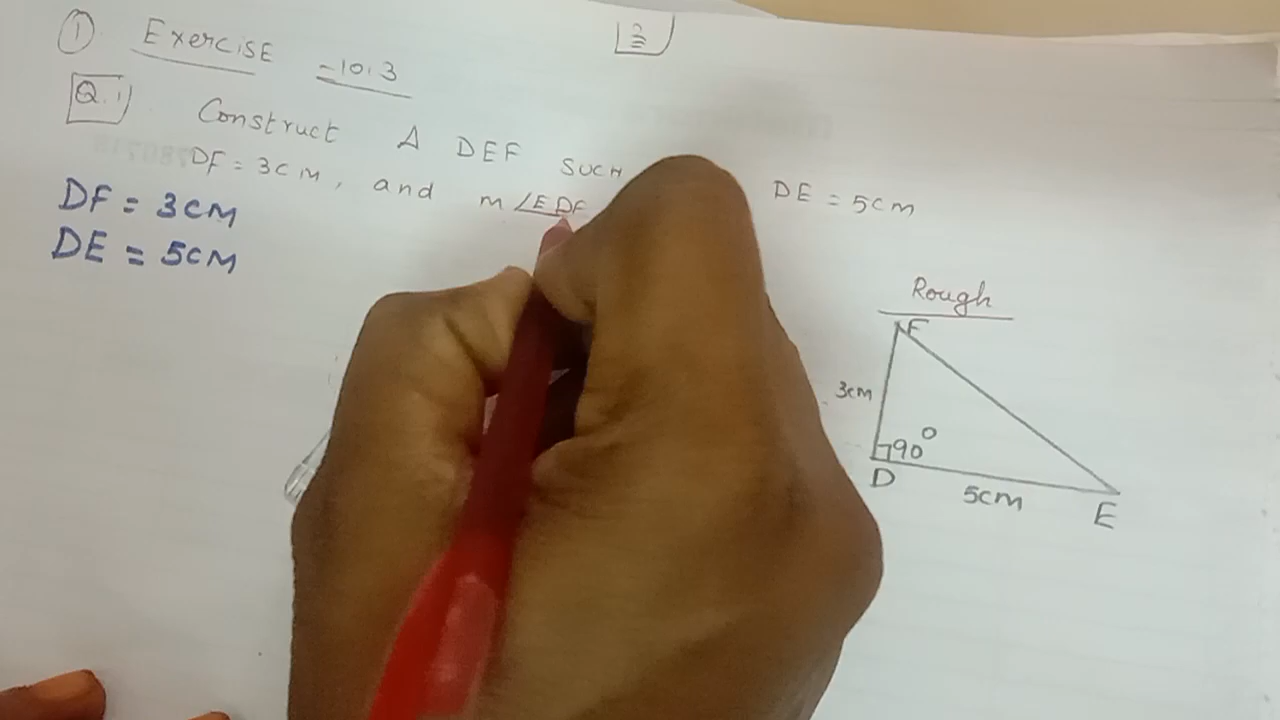 ① Exercise = 10.3
2
Q.1 Construct Δ DEF SUCH DE = 5cm
DF = 3CM, and m∠EDF
DF = 3CM
DE = 5CM
Rough
F
3cm
90°
D
5cm
E